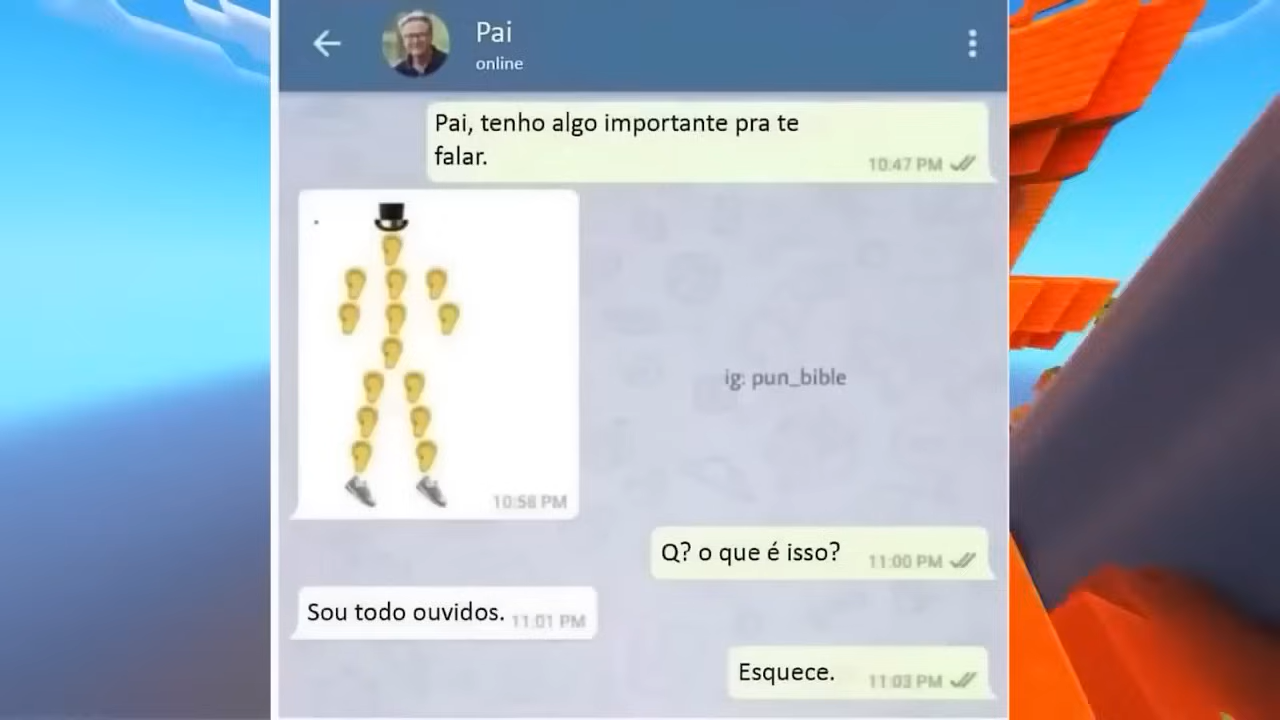 Pai
online
Pai, tenho algo importante pra te
falar.
10:47 PM
10:58 PM
ig: pun_bible
Q? o que é isso?
11:00 PM
Sou todo ouvidos.
11:01 PM
Esquece.
11:03 PM